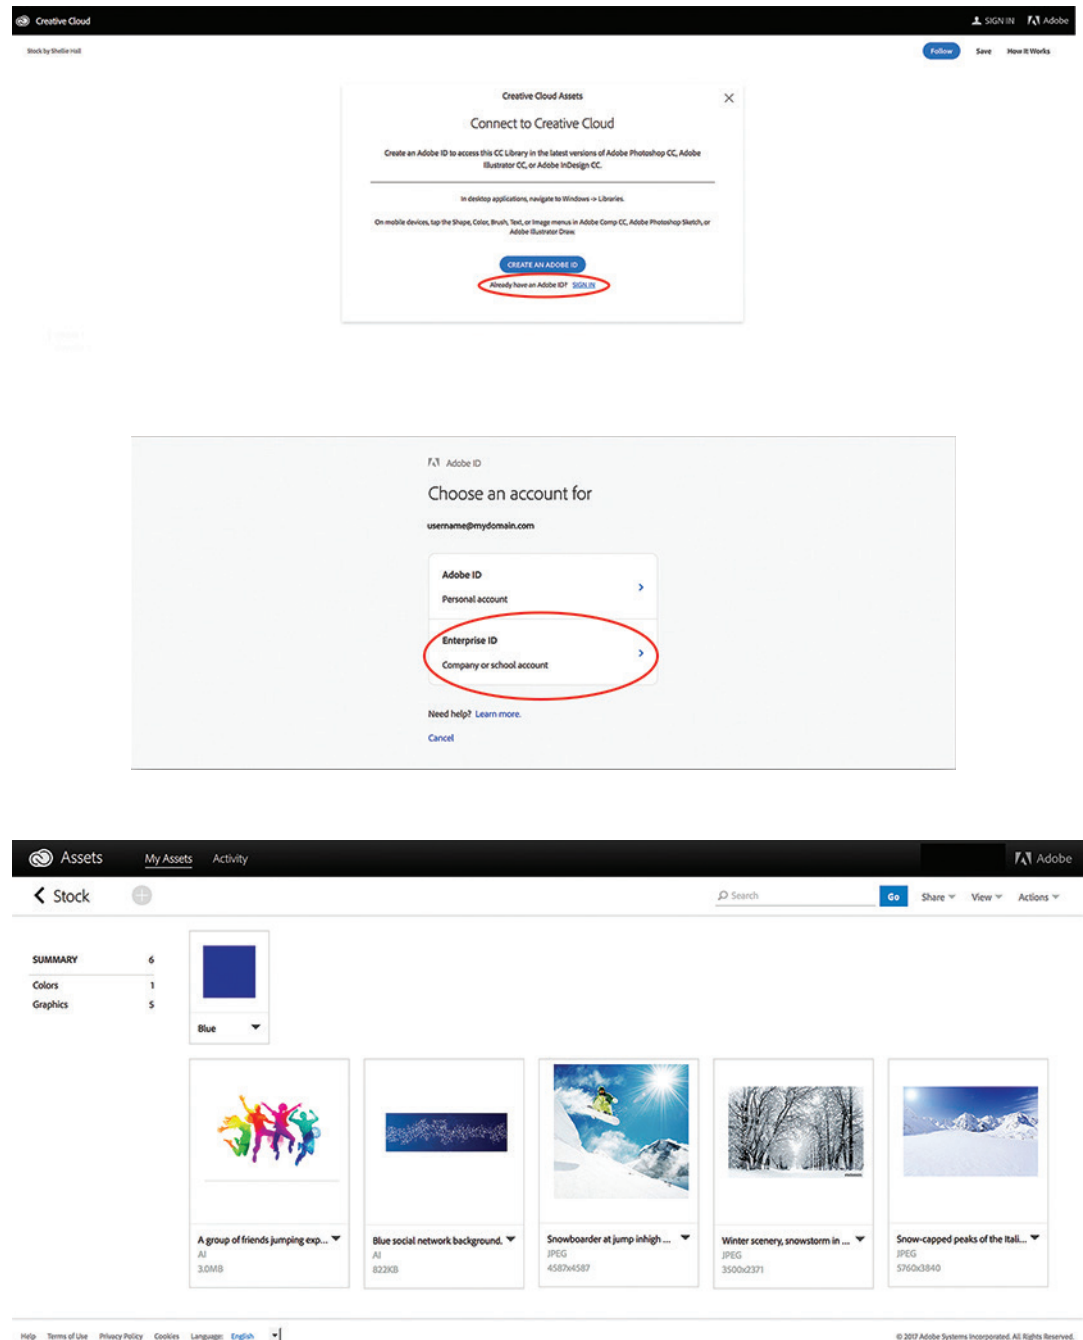 Creative Cloud
SIGN IN
Adobe
Stock by Shellie Hall
Follow
Save
How It Works
Creative Cloud Assets
Connect to Creative Cloud
Create an Adobe ID to access this CC Library in the latest versions of Adobe Photoshop CC, Adobe
Illustrator CC, or Adobe InDesign CC.
In desktop applications, navigate to Windows -> Libraries.
On mobile devices, tap the Shape, Color, Brush, Text, or Image menus in Adobe Comp CC, Adobe Photoshop Sketch, or
Adobe Illustrator Draw.
CREATE AN ADOBE ID
Already have an Adobe ID? SIGN IN
Adobe ID
Choose an account for
username@mydomain.com
Adobe ID
Personal account
Enterprise ID
Company or school account
Need help? Learn more.
Cancel
Assets
My Assets
Activity
Adobe
Stock
Search
Go
Share
View
Actions
SUMMARY 6
Colors 1
Graphics 5
Blue
A group of friends jumping exp...
AI
3.0MB
Blue social network background.
AI
822KB
Snowboarder at jump inhigh ...
JPEG
4587x4587
Winter scenery, snowstorm in ...
JPEG
3500x2371
Snow-capped peaks of the Itali...
JPEG
5760x3840
Help Terms of Use Privacy Policy Cookies Language: English
© 2017 Adobe Systems Incorporated. All Rights Reserved.